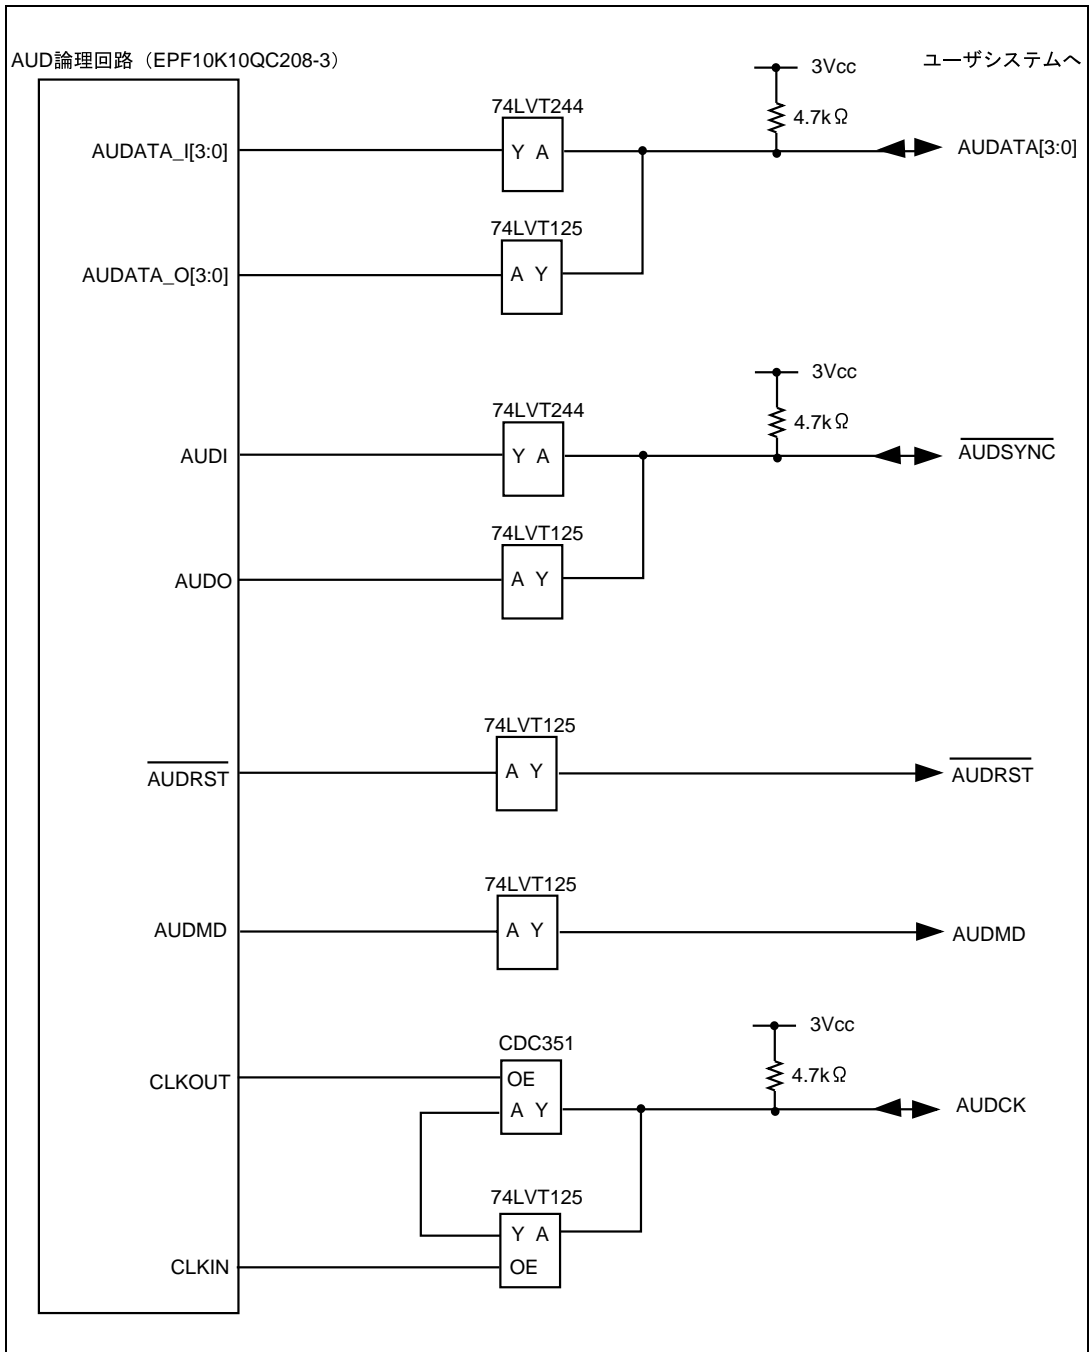 AUD論理回路（EPF10K10QC208-3）
ユーザシステムへ
3Vcc
4.7kΩ
74LVT244
AUDATA_I[3:0]
Y A
AUDATA[3:0]
74LVT125
AUDATA_O[3:0]
A Y
3Vcc
4.7kΩ
74LVT244
AUDI
Y A
AUDSYNC
74LVT125
AUDO
A Y
74LVT125
AUDRST
A Y
AUDRST
74LVT125
AUDMD
A Y
AUDMD
3Vcc
4.7kΩ
CDC351
CLKOUT
OE
A Y
AUDCK
74LVT125
Y A
CLKIN
OE